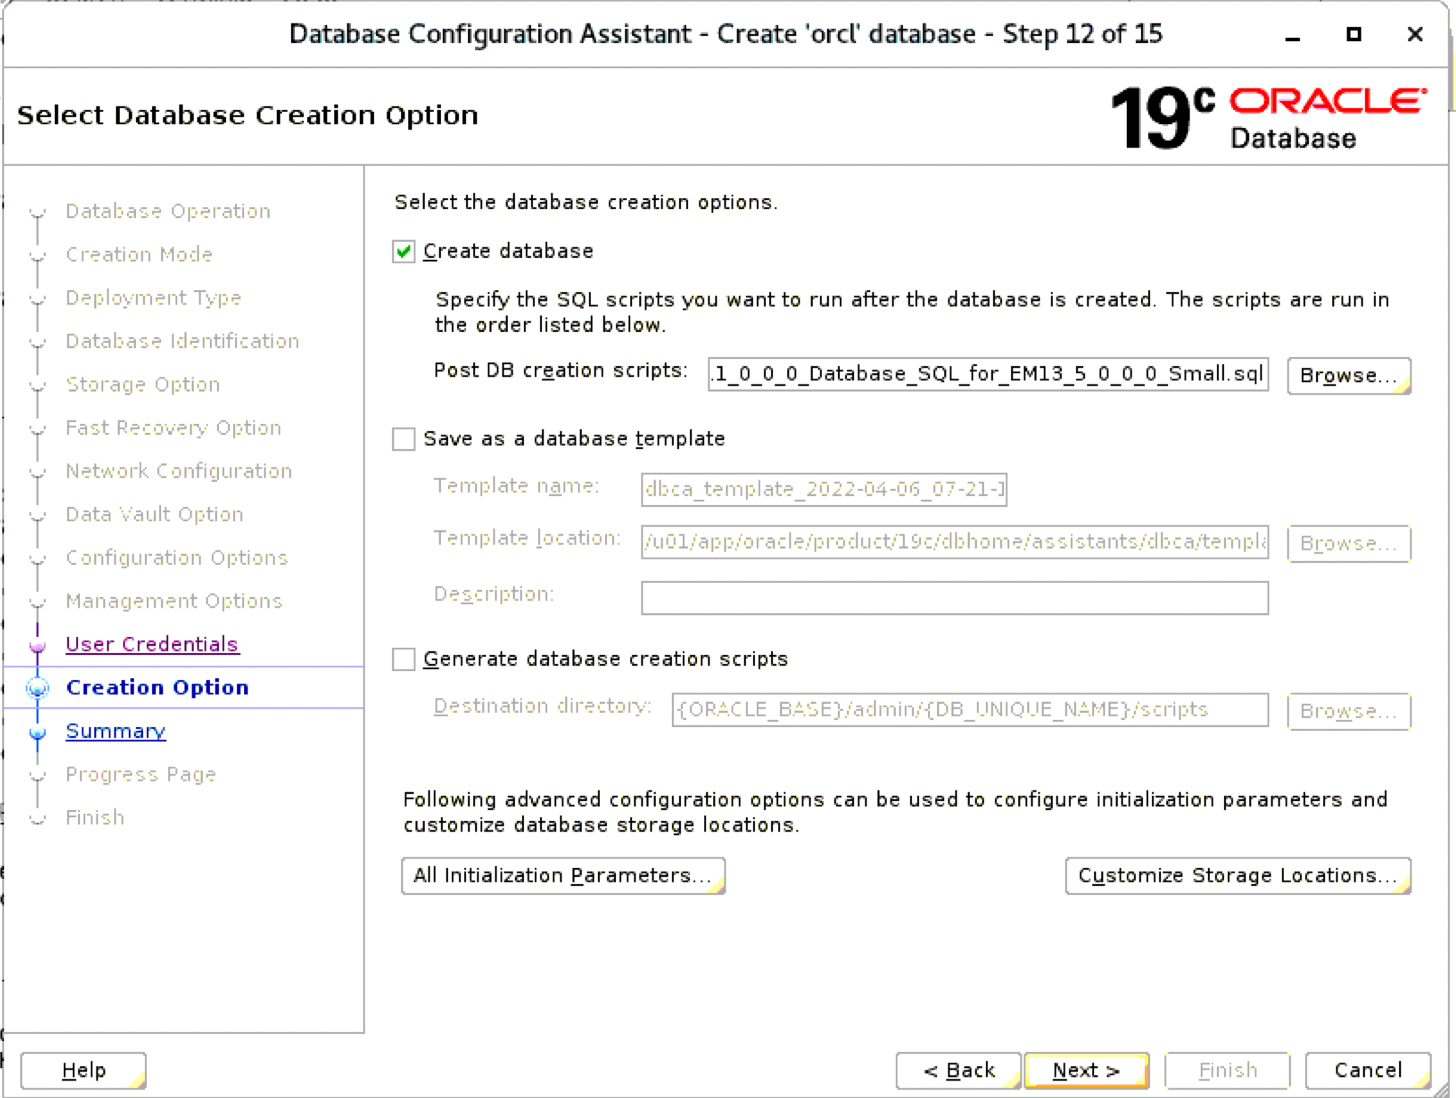 Database Configuration Assistant - Create 'orcl' database - Step 12 of 15
Select Database Creation Option
19c ORACLE
Database
Database Operation
Creation Mode
Deployment Type
Database Identification
Storage Option
Fast Recovery Option
Network Configuration
Data Vault Option
Configuration Options
Management Options
User Credentials
Creation Option
Summary
Progress Page
Finish
Select the database creation options.
Create database
Specify the SQL scripts you want to run after the database is created. The scripts are run in
the order listed below.
Post DB creation scripts: .1_0_0_0_Database_SQL_for_EM13_5_0_0_0_Small.sql Browse...
Save as a database template
Template name: dbca_template_2022-04-06_07-21-1
Template location: /u01/app/oracle/product/19c/dbhome/assistants/dbca/templa Browse...
Description:
Generate database creation scripts
Destination directory: {ORACLE_BASE}/admin/{DB_UNIQUE_NAME}/scripts Browse...
Following advanced configuration options can be used to configure initialization parameters and
customize database storage locations.
All Initialization Parameters... Customize Storage Locations...
Help < Back Next > Finish Cancel